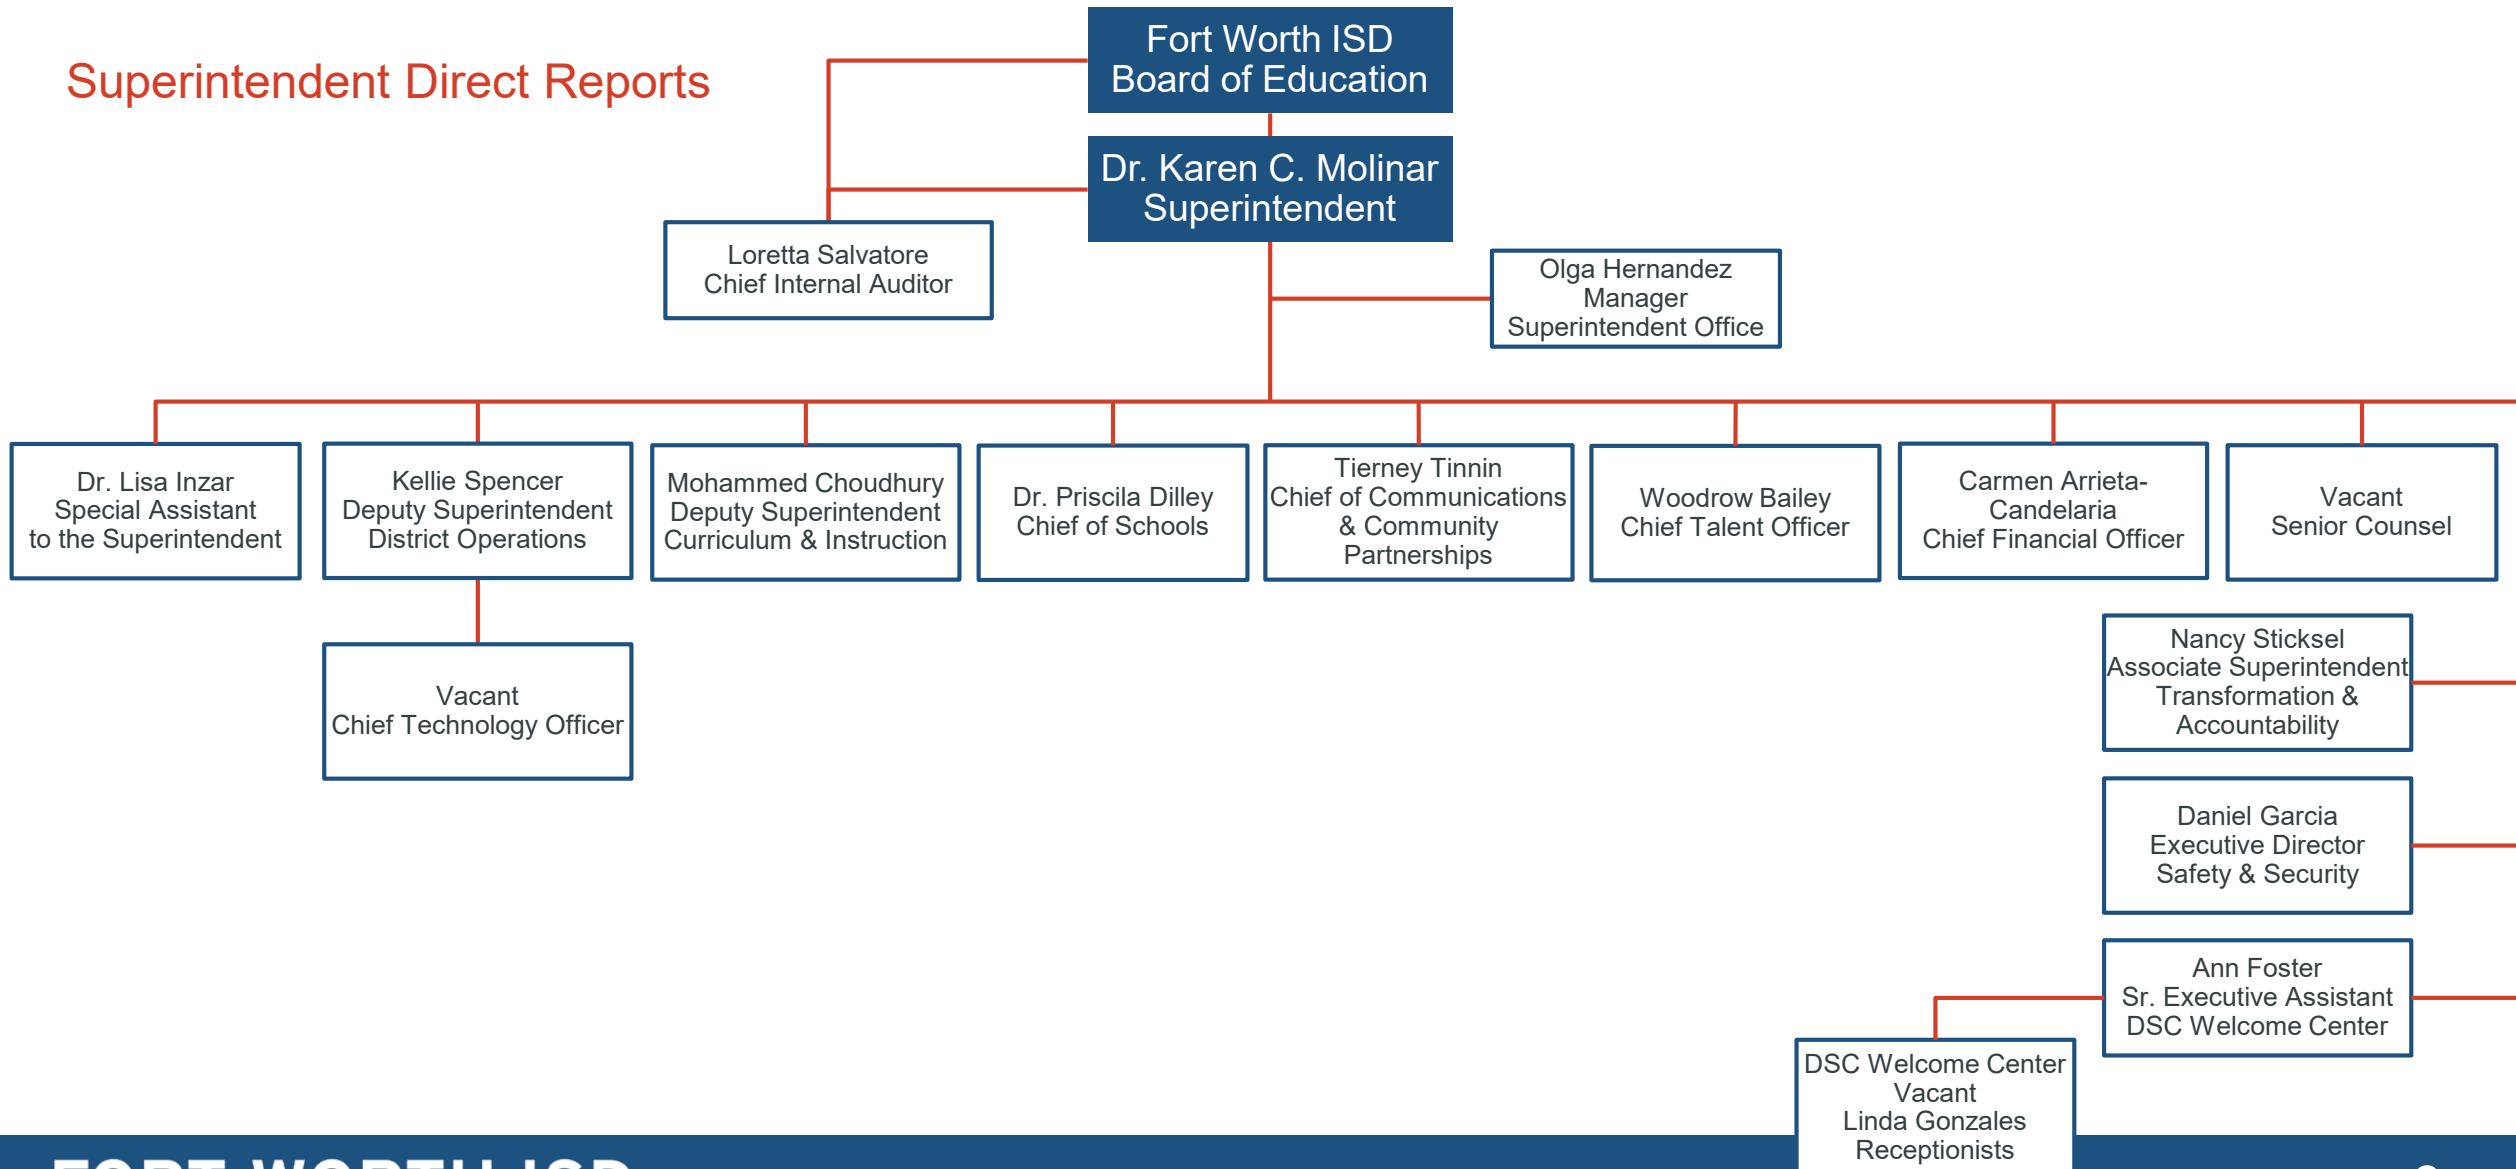 Superintendent Direct Reports
Fort Worth ISD
Board of Education
Dr. Karen C. Molinar
Superintendent
Loretta Salvatore
Chief Internal Auditor
Olga Hernandez
Manager
Superintendent Office
Dr. Lisa Inzar
Special Assistant
to the Superintendent
Kellie Spencer
Deputy Superintendent
District Operations
Mohammed Choudhury
Deputy Superintendent
Curriculum & Instruction
Dr. Priscila Dilley
Chief of Schools
Tierney Tinnin
Chief of Communications
& Community
Partnerships
Woodrow Bailey
Chief Talent Officer
Carmen Arrieta-
Candelaria
Chief Financial Officer
Vacant
Senior Counsel
Vacant
Chief Technology Officer
Nancy Sticksel
Associate Superintendent
Transformation &
Accountability
Daniel Garcia
Executive Director
Safety & Security
Ann Foster
Sr. Executive Assistant
DSC Welcome Center
DSC Welcome Center
Vacant
Linda Gonzales
Receptionists
FORT WORTH ISD